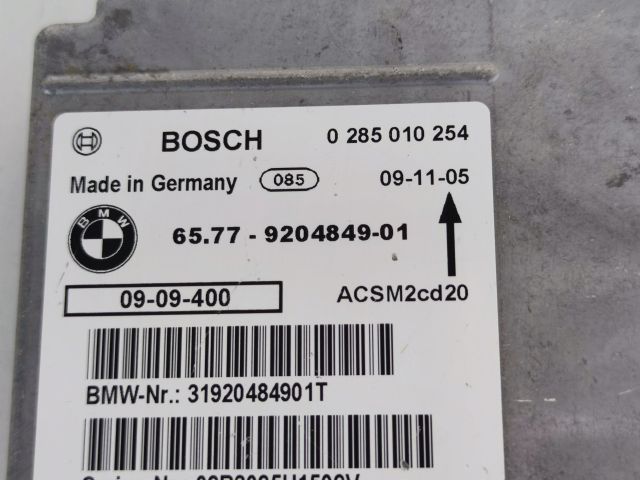 BOSCH 0 285 010 254
Made in Germany 085 09-11-05
BMW 65.77 - 9204849-01
09-09-400 ACSM2cd20
BMW-Nr.: 31920484901T